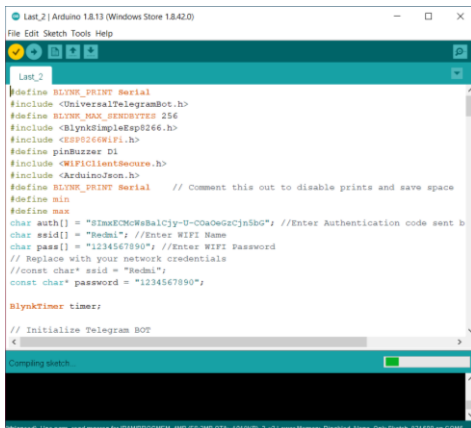 Last_2 | Arduino 1.8.13 (Windows Store 1.8.42.0)
File Edit Sketch Tools Help
Last_2
#define BLYNK_PRINT Serial
#include <UniversalTelegramBot.h>
#define BLYNK_MAX_SENDBYTES 256
#include <BlynkSimpleEsp8266.h>
#include <ESP8266WiFi.h>
#define pinBuzzer D1
#include <WiFiClientSecure.h>
#include <ArduinoJson.h>
#define BLYNK_PRINT Serial // Comment this out to disable prints and save space
#define min
#define max
char auth[] = "SImxECMcWsBalCjy-U-COaOeGzCjn5bG"; //Enter Authentication code sent b
char ssid[] = "Redmi"; //Enter WIFI Name
char pass[] = "1234567890"; //Enter WIFI Password
// Replace with your network credentials
//const char* ssid = "Redmi";
const char* password = "1234567890";
BlynkTimer timer;
// Initialize Telegram BOT
Compiling sketch...